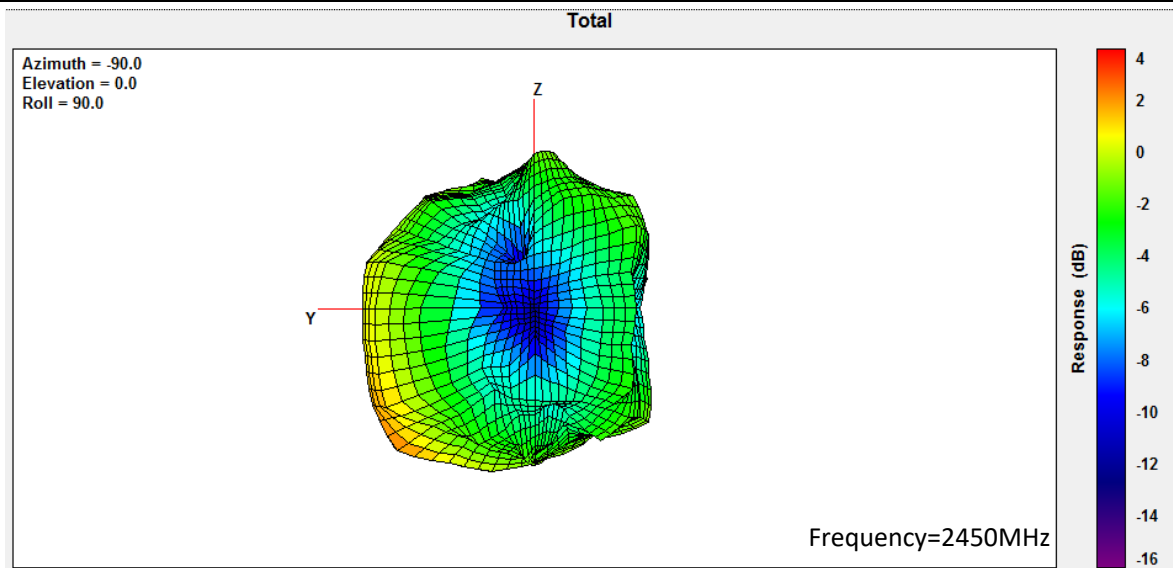 Total
Azimuth = -90.0
Elevation = 0.0
Roll = 90.0
Z
Y
Frequency=2450MHz
Response (dB)
4
2
0
-2
-4
-6
-8
-10
-12
-14
-16